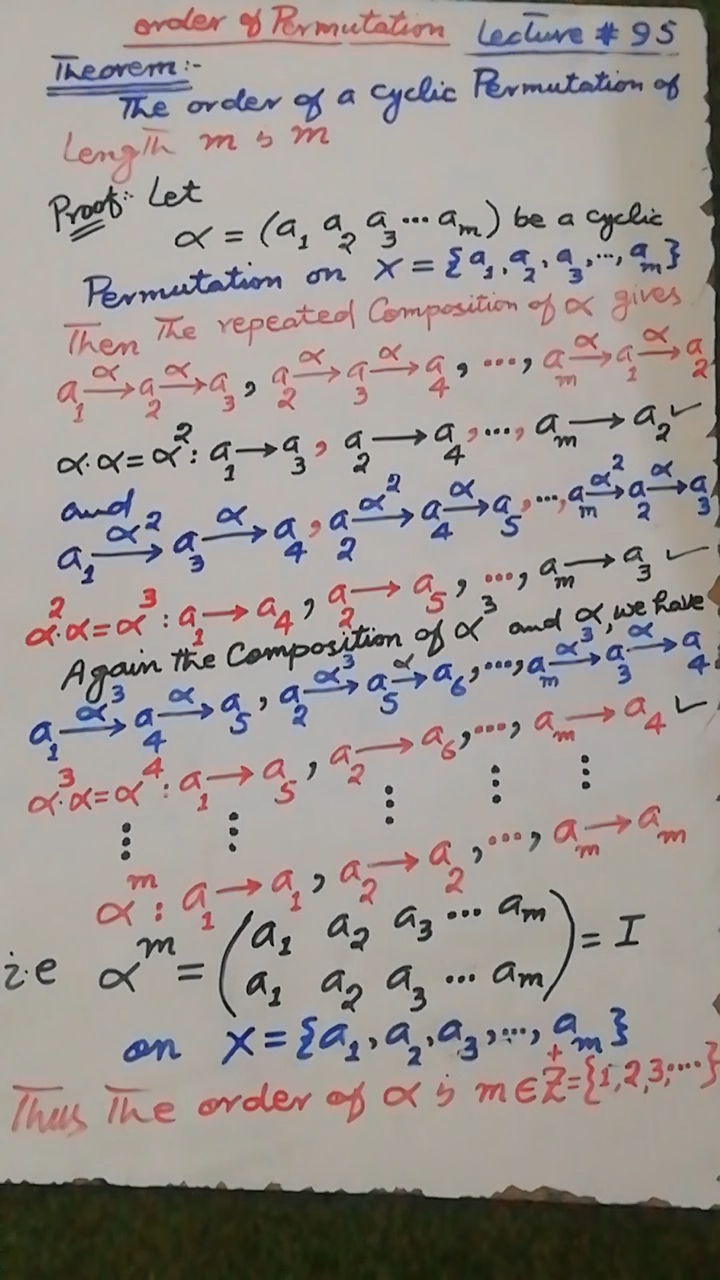 order of Permutation Lecture # 95
Theorem:-
The order of a cyclic Permutation of
Length m is m
Proof: Let
α = (a₁ a₂ a₃ ... aₘ) be a cyclic
Permutation on X = {a₁, a₂, a₃, ..., aₘ}
Then The repeated Composition of α gives
a₁ →^α a₂ →^α a₃, a₂ →^α a₃ →^α a₄, ..., aₘ →^α a₁ →^α a₂
α.α = α²: a₁ → a₃, a₂ → a₄, ..., aₘ → a₂ ✓
and
a₁ →^α² a₃ →^α a₄, a₂ →^α² a₄ →^α a₅, ..., aₘ →^α² a₂ →^α a₃
α².α = α³: a₁ → a₄, a₂ → a₅, ..., aₘ → a₃ ✓
Again the Composition of α³ and α, we have
a₁ →^α³ a₄ →^α a₅, a₂ →^α³ a₅ →^α a₆, ..., aₘ →^α³ a₃ →^α a₄
α³.α = α⁴: a₁ → a₅, a₂ → a₆, ..., aₘ → a₄ ✓
⋮ ⋮ ⋮ ⋮ ⋮
αᵐ: a₁ → a₁, a₂ → a₂, ..., aₘ → aₘ
i.e αᵐ = (a₁ a₂ a₃ ... aₘ
a₁ a₂ a₃ ... aₘ) = I
on X = {a₁, a₂, a₃, ..., aₘ}
Thus The order of α is m ∈ Z⁺ = {1, 2, 3, ...}